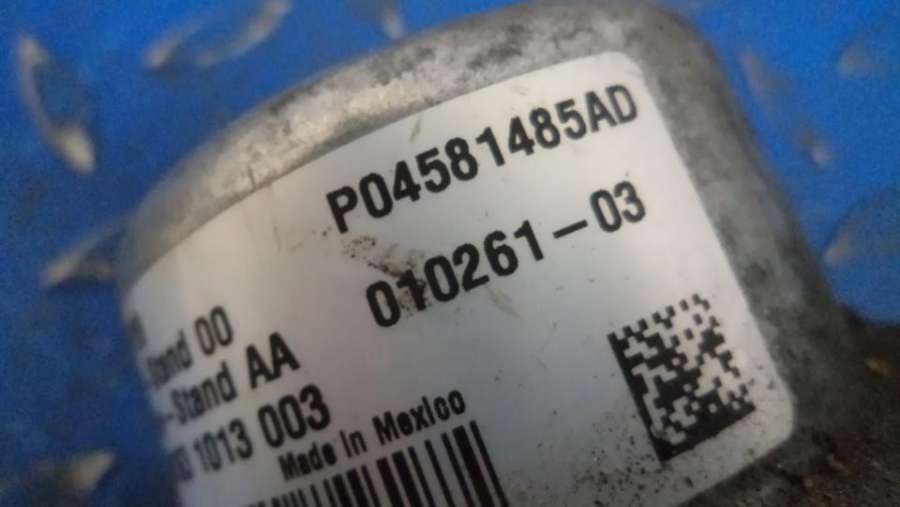 P04581485AD
010261-03
Stand 00
-Stand AA
1013 003
Made in Mexico